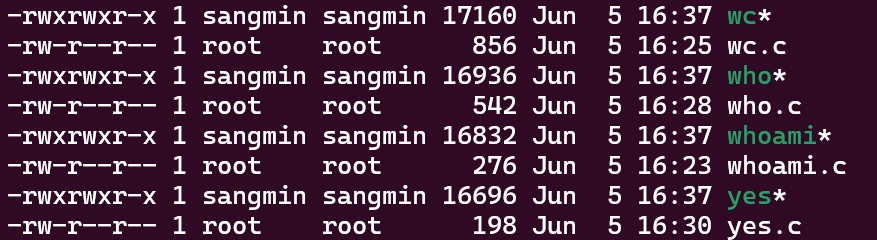 -rwxrwxr-x 1 sangmin sangmin 17160 Jun  5 16:37 wc*
-rw-r--r-- 1 root    root      856 Jun  5 16:25 wc.c
-rwxrwxr-x 1 sangmin sangmin 16936 Jun  5 16:37 who*
-rw-r--r-- 1 root    root      542 Jun  5 16:28 who.c
-rwxrwxr-x 1 sangmin sangmin 16832 Jun  5 16:37 whoami*
-rw-r--r-- 1 root    root      276 Jun  5 16:23 whoami.c
-rwxrwxr-x 1 sangmin sangmin 16696 Jun  5 16:37 yes*
-rw-r--r-- 1 root    root      198 Jun  5 16:30 yes.c